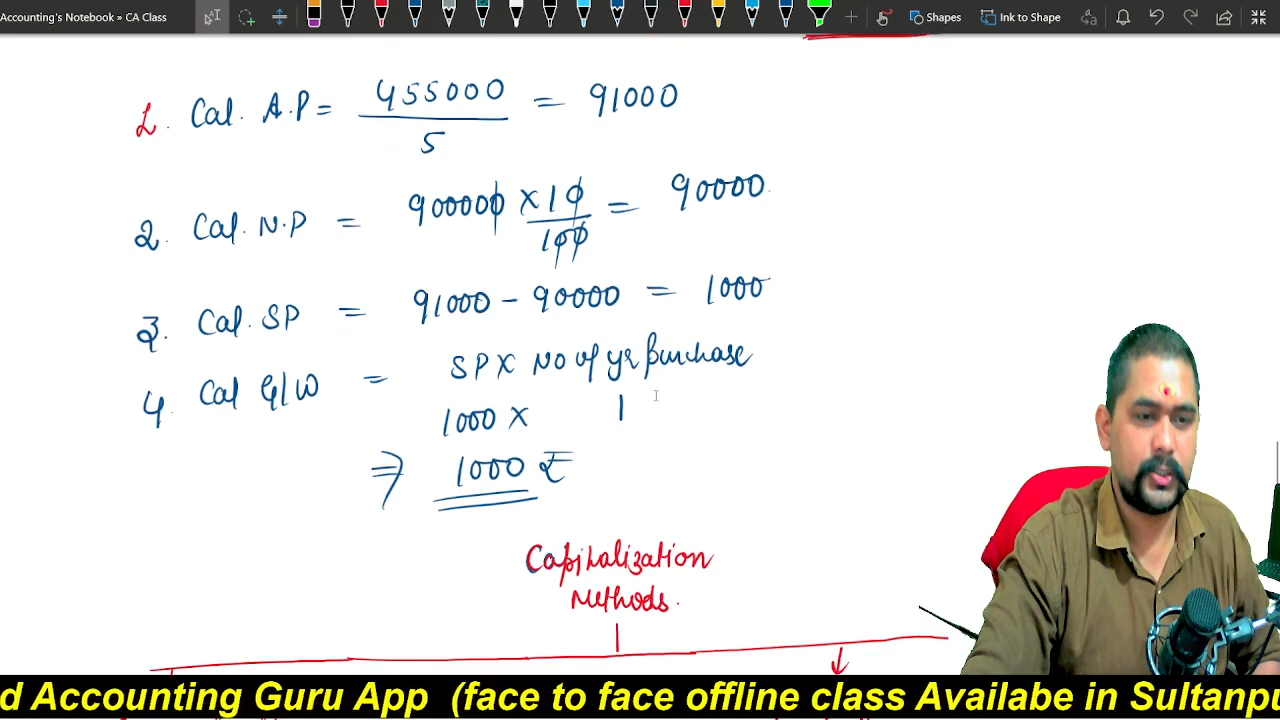 Accounting's Notebook » CA Class
Shapes
Ink to Shape
1. Cal. A.P = 455000 / 5 = 91000
2. Cal. N.P = 900000 × 10 / 100 = 90000
3. Cal. SP = 91000 - 90000 = 1000
4. Cal G/W = SP X No of yr purchase
1000 X 1
⇒ 1000 ₹
Capitalization
Methods.
d Accounting Guru App (face to face offline class Availabe in Sultanpu